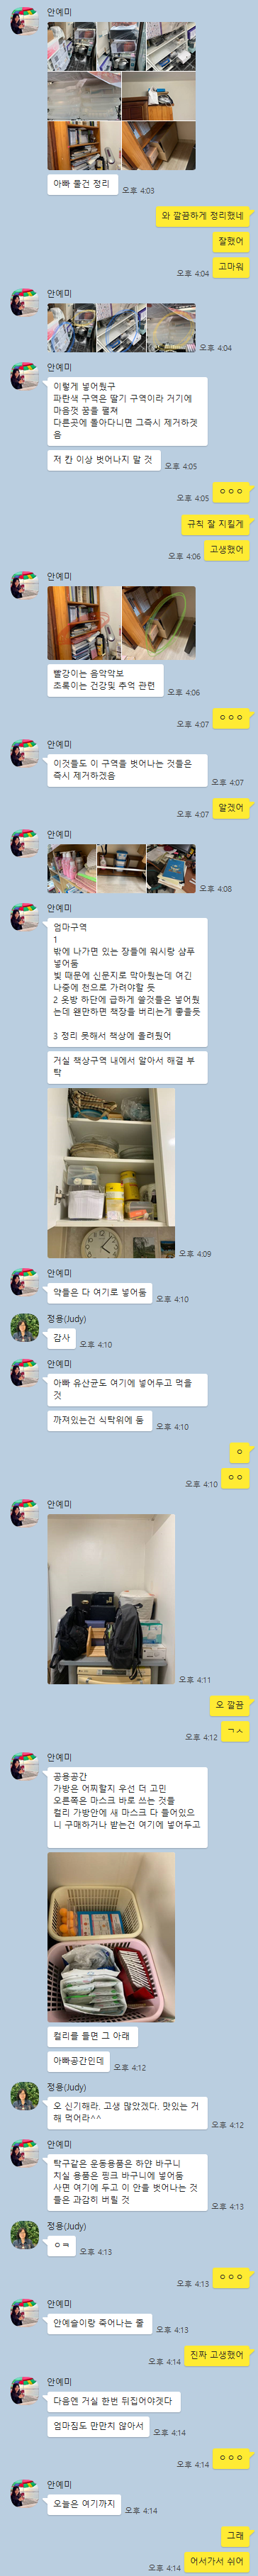 안예미
아빠 물건 정리
오후 4:03
와 깔끔하게 정리했네
잘했어
고마워
오후 4:04
안예미
오후 4:04
안예미
이렇게 넣어뒀구
파란색 구역은 딸기 구역이라 거기에
마음껏 꿈을 펼쳐
다른곳에 돌아다니면 그즉시 제거하겟
음
저 칸 이상 벗어나지 말 것
오후 4:05
오후 4:05
ㅇㅇㅇ
규칙 잘 지킬게
오후 4:06
고생했어
안예미
빨강이는 음악악보
초록이는 건강및 추억 관련
오후 4:06
오후 4:07
ㅇㅇㅇ
안예미
이것들도 이 구역을 벗어나는 것들은
즉시 제거하겠음
오후 4:07
오후 4:07
알겠어
안예미
오후 4:08
안예미
엄마구역
1
밖에 나가면 있는 장들에 워시랑 샴푸
넣어둠
빛 때문에 신문지로 막아뒀는데 여긴
나중에 천으로 가려야할 듯
2 옷방 하단에 급하게 쓸것들은 넣어뒀
는데 왠만하면 책장을 버리는게 좋을듯
3 정리 못해서 책상에 올려뒀어
거실 책상구역 내에서 알아서 해결 부
탁
오후 4:09
안예미
약들은 다 여기로 넣어둠
오후 4:10
정용(Judy)
감사
오후 4:10
안예미
아빠 유산균도 여기에 넣어두고 먹을
것
까져있는건 식탁위에 둠
오후 4:10
ㅇ
오후 4:10
ㅇㅇ
안예미
오후 4:11
오 깔끔
오후 4:12
ㄱㅅ
안예미
공용공간
가방은 어찌할지 우선 더 고민
오른쪽은 마스크 바로 쓰는 것들
컬리 가방안에 새 마스크 다 들어있으
니 구매하거나 받는건 여기에 넣어두고
컬리를 들면 그 아래
아빠공간인데
오후 4:12
정용(Judy)
오 신기해라. 고생 많았겠다. 맛있는 거
해 먹어라^^
오후 4:12
안예미
탁구같은 운동용품은 하얀 바구니
치실 용품은 핑크 바구니에 넣어둠
사면 여기에 두고 이 안을 벗어나는 것
들은 과감히 버릴 것
오후 4:13
정용(Judy)
ㅇㅋ
오후 4:13
오후 4:13
ㅇㅇㅇ
안예미
안예슬이랑 죽어나는 줄
오후 4:13
오후 4:14
진짜 고생했어
안예미
다음엔 거실 한번 뒤집어야겟다
엄마짐도 만만치 않아서
오후 4:14
오후 4:14
ㅇㅇㅇ
안예미
오늘은 여기까지
오후 4:14
그래
오후 4:14
어서가서 쉬어